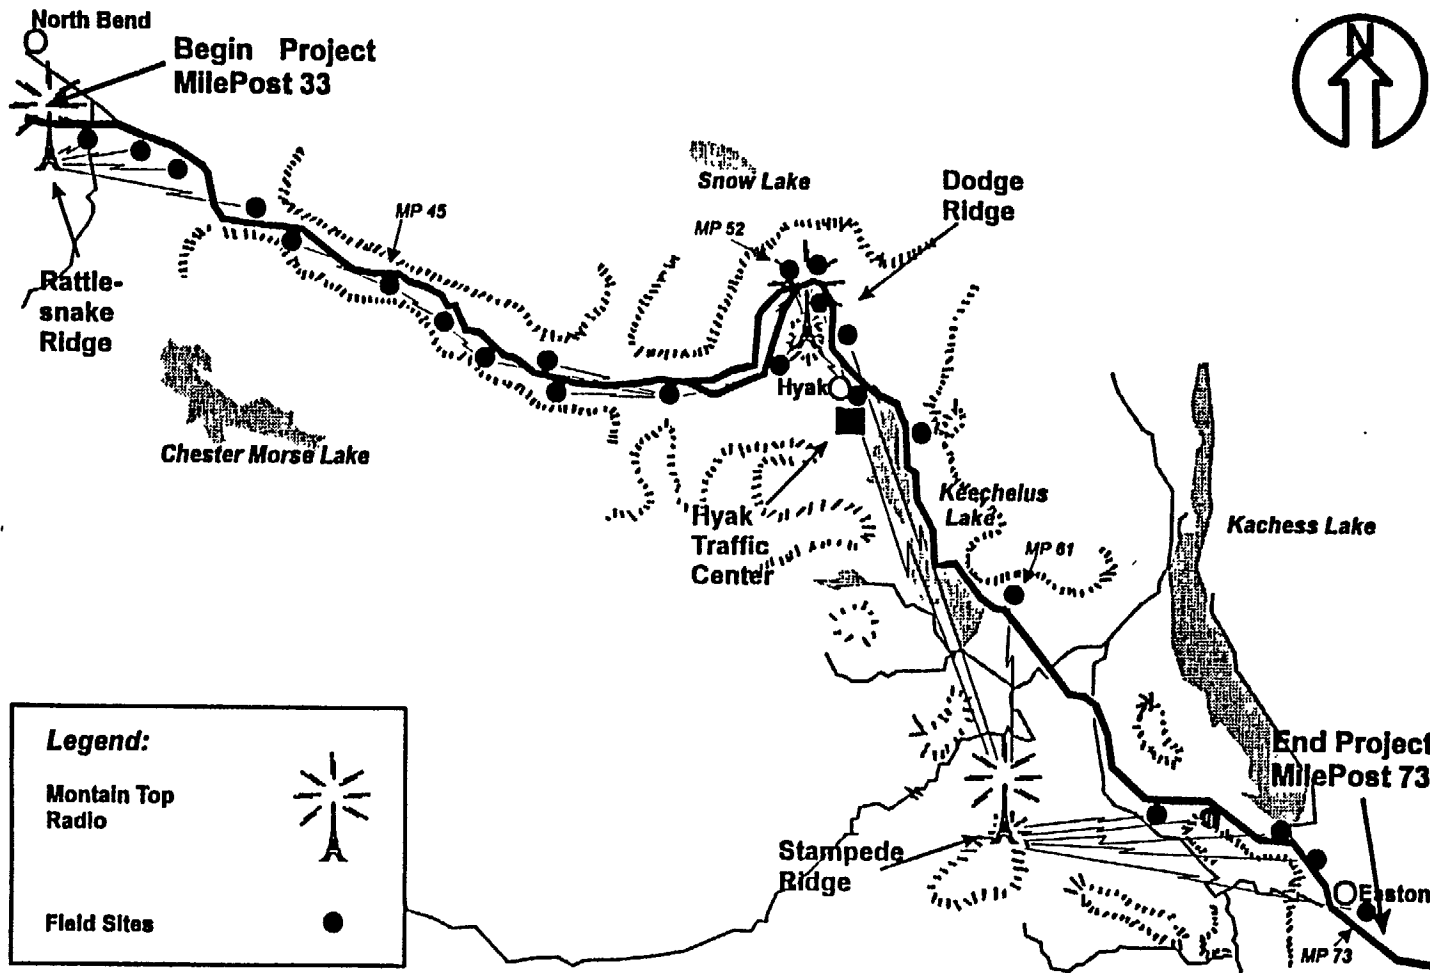 North Bend
Begin Project
MilePost 33
N
Snow Lake
Dodge
Ridge
MP 45
MP 52
Rattle-
snake
Ridge
Hyak
Chester Morse Lake
Keechelus
Lake
Hyak
Traffic
Center
Kachess Lake
MP 61
Legend:
Montain Top
Radio
Field Sites
End Project
MilePost 73
Stampede
Ridge
Easton
MP 73